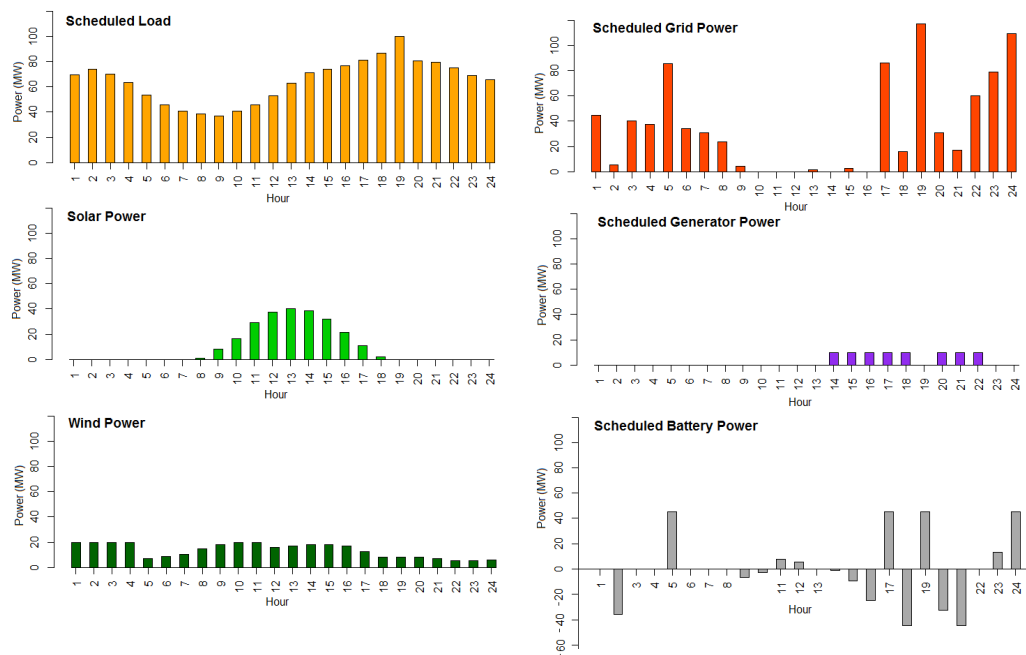 Scheduled Load
Power (MW)
0 20 40 60 80 100
1 2 3 4 5 6 7 8 9 10 11 12 13 14 15 16 17 18 19 20 21 22 23 24
Hour
Scheduled Grid Power
Power (MW)
0 20 40 60 80 100
1 2 3 4 5 6 7 8 9 10 11 12 13 14 15 16 17 18 19 20 21 22 23 24
Hour
Solar Power
Power (MW)
0 20 40 60 80 100
1 2 3 4 5 6 7 8 9 10 11 12 13 14 15 16 17 18 19 20 21 22 23 24
Hour
Scheduled Generator Power
Power (MW)
0 20 40 60 80 100
1 2 3 4 5 6 7 8 9 10 11 12 13 14 15 16 17 18 19 20 21 22 23 24
Hour
Wind Power
Power (MW)
0 20 40 60 80 100
1 2 3 4 5 6 7 8 9 10 11 12 13 14 15 16 17 18 19 20 21 22 23 24
Hour
Scheduled Battery Power
Power (MW)
-60 -40 -20 0 20 40 60 80 100
1 3 4 5 6 7 8 11 12 13 17 19 22 23 24
Hour